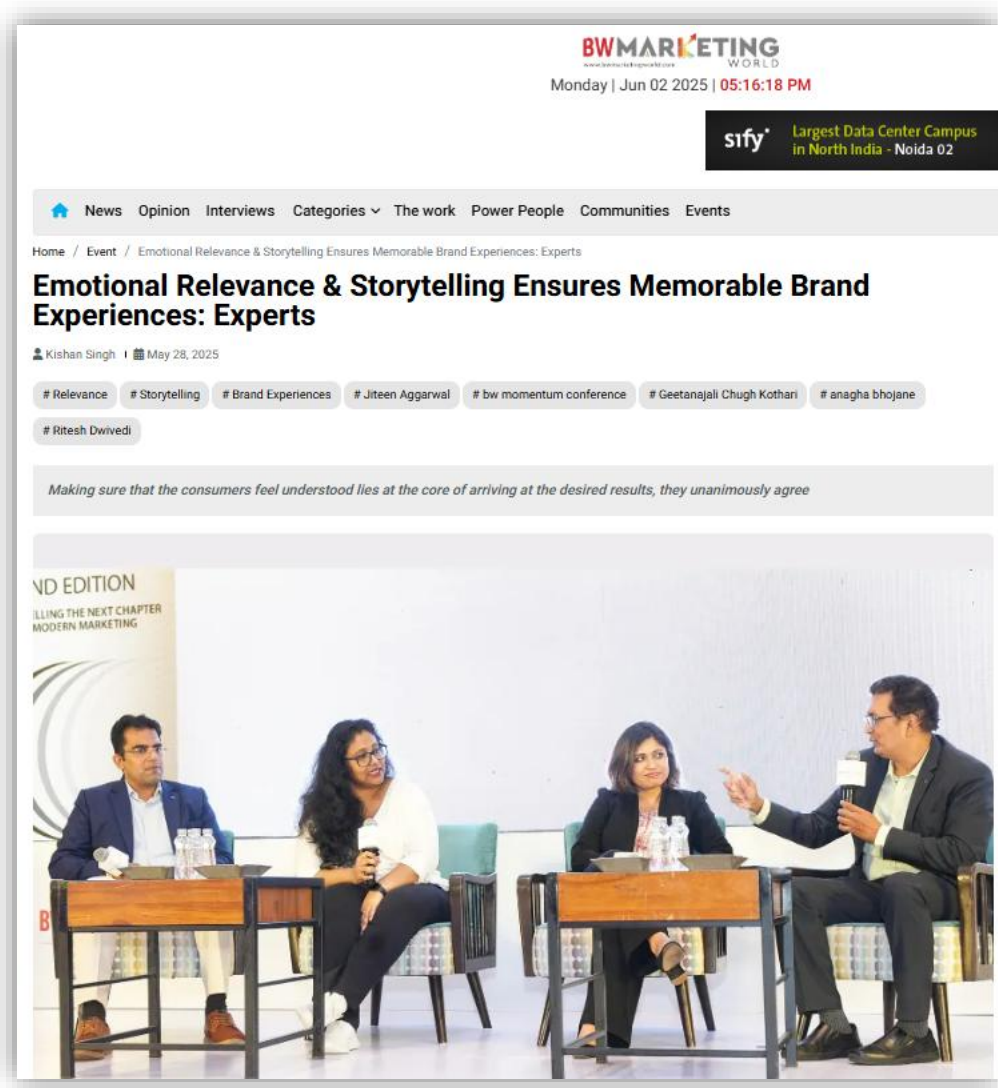 BWMARKETING
WORLD
Monday | Jun 02 2025 | 05:16:18 PM
sify
Largest Data Center Campus
in North India - Noida 02
News Opinion Interviews Categories The work Power People Communities Events
Home / Event / Emotional Relevance & Storytelling Ensures Memorable Brand Experiences: Experts
Emotional Relevance & Storytelling Ensures Memorable Brand
Experiences: Experts
Kishan Singh May 28, 2025
# Relevance # Storytelling # Brand Experiences # Jiteen Aggarwal # bw momentum conference # Geetanajali Chugh Kothari # anagha bhojane
# Ritesh Dwivedi
Making sure that the consumers feel understood lies at the core of arriving at the desired results, they unanimously agree
ND EDITION
LLING THE NEXT CHAPTER
MODERN MARKETING
B